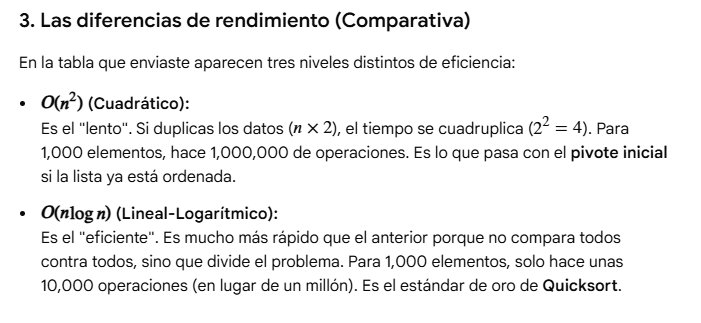 3. Las diferencias de rendimiento (Comparativa)
En la tabla que enviaste aparecen tres niveles distintos de eficiencia:
• O(n²) (Cuadrático):
Es el "lento". Si duplicas los datos (n × 2), el tiempo se cuadruplica (2² = 4). Para
1,000 elementos, hace 1,000,000 de operaciones. Es lo que pasa con el pivote inicial
si la lista ya está ordenada.
• O(n log n) (Lineal-Logarítmico):
Es el "eficiente". Es mucho más rápido que el anterior porque no compara todos
contra todos, sino que divide el problema. Para 1,000 elementos, solo hace unas
10,000 operaciones (en lugar de un millón). Es el estándar de oro de Quicksort.